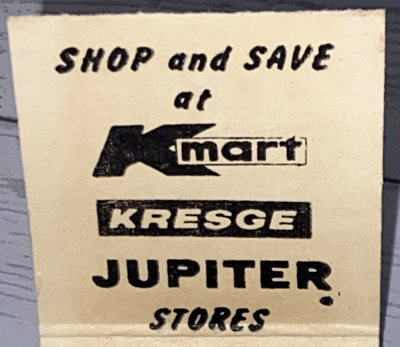 SHOP and SAVE
at
Kmart
KRESGE
JUPITER
STORES